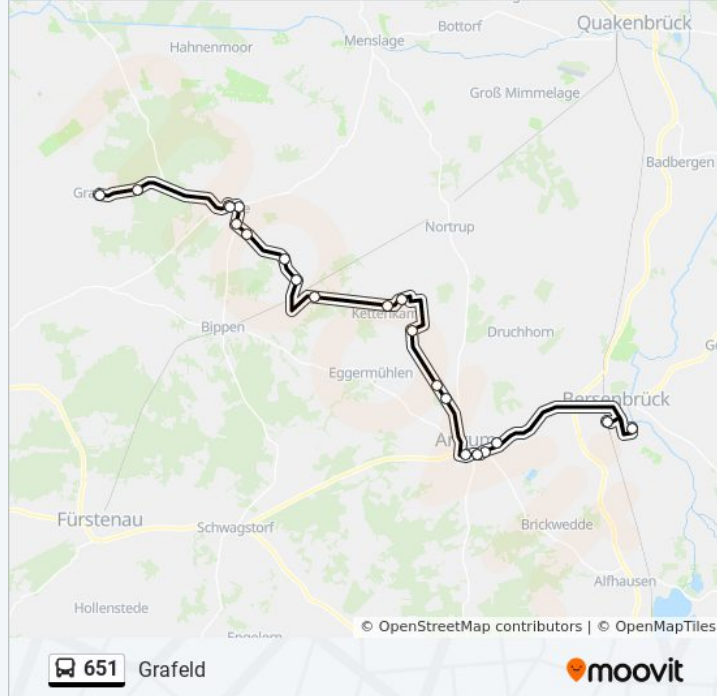 Quakenbrück
Bottorf
Menslage
Hahnenmoor
Groß Mimmelage
Badbergen
Nortrup
Druchhorn
Bippen
Eggermühlen
Bersenbrück
Fürstenau
Schwagstorf
Brickwedde
Alfhausen
Hollenstede
© OpenStreetMap contributors | © OpenMapTiles
651 Grafeld
moovit